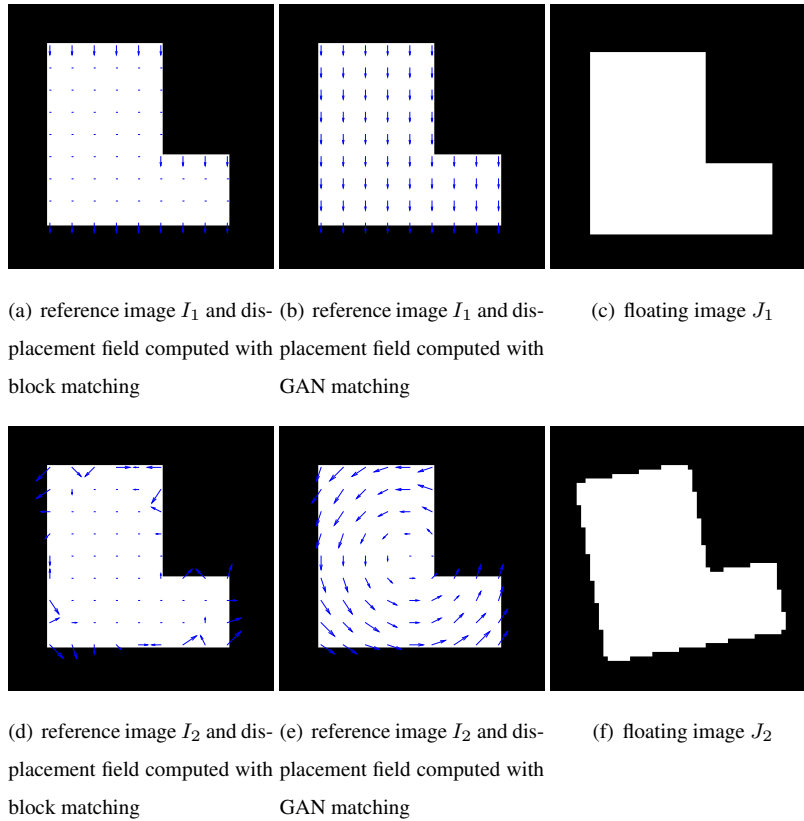 (a) reference image I1 and dis-
placement field computed with
block matching
(b) reference image I1 and dis-
placement field computed with
GAN matching
(c) floating image J1
(d) reference image I2 and dis-
placement field computed with
block matching
(e) reference image I2 and dis-
placement field computed with
GAN matching
(f) floating image J2